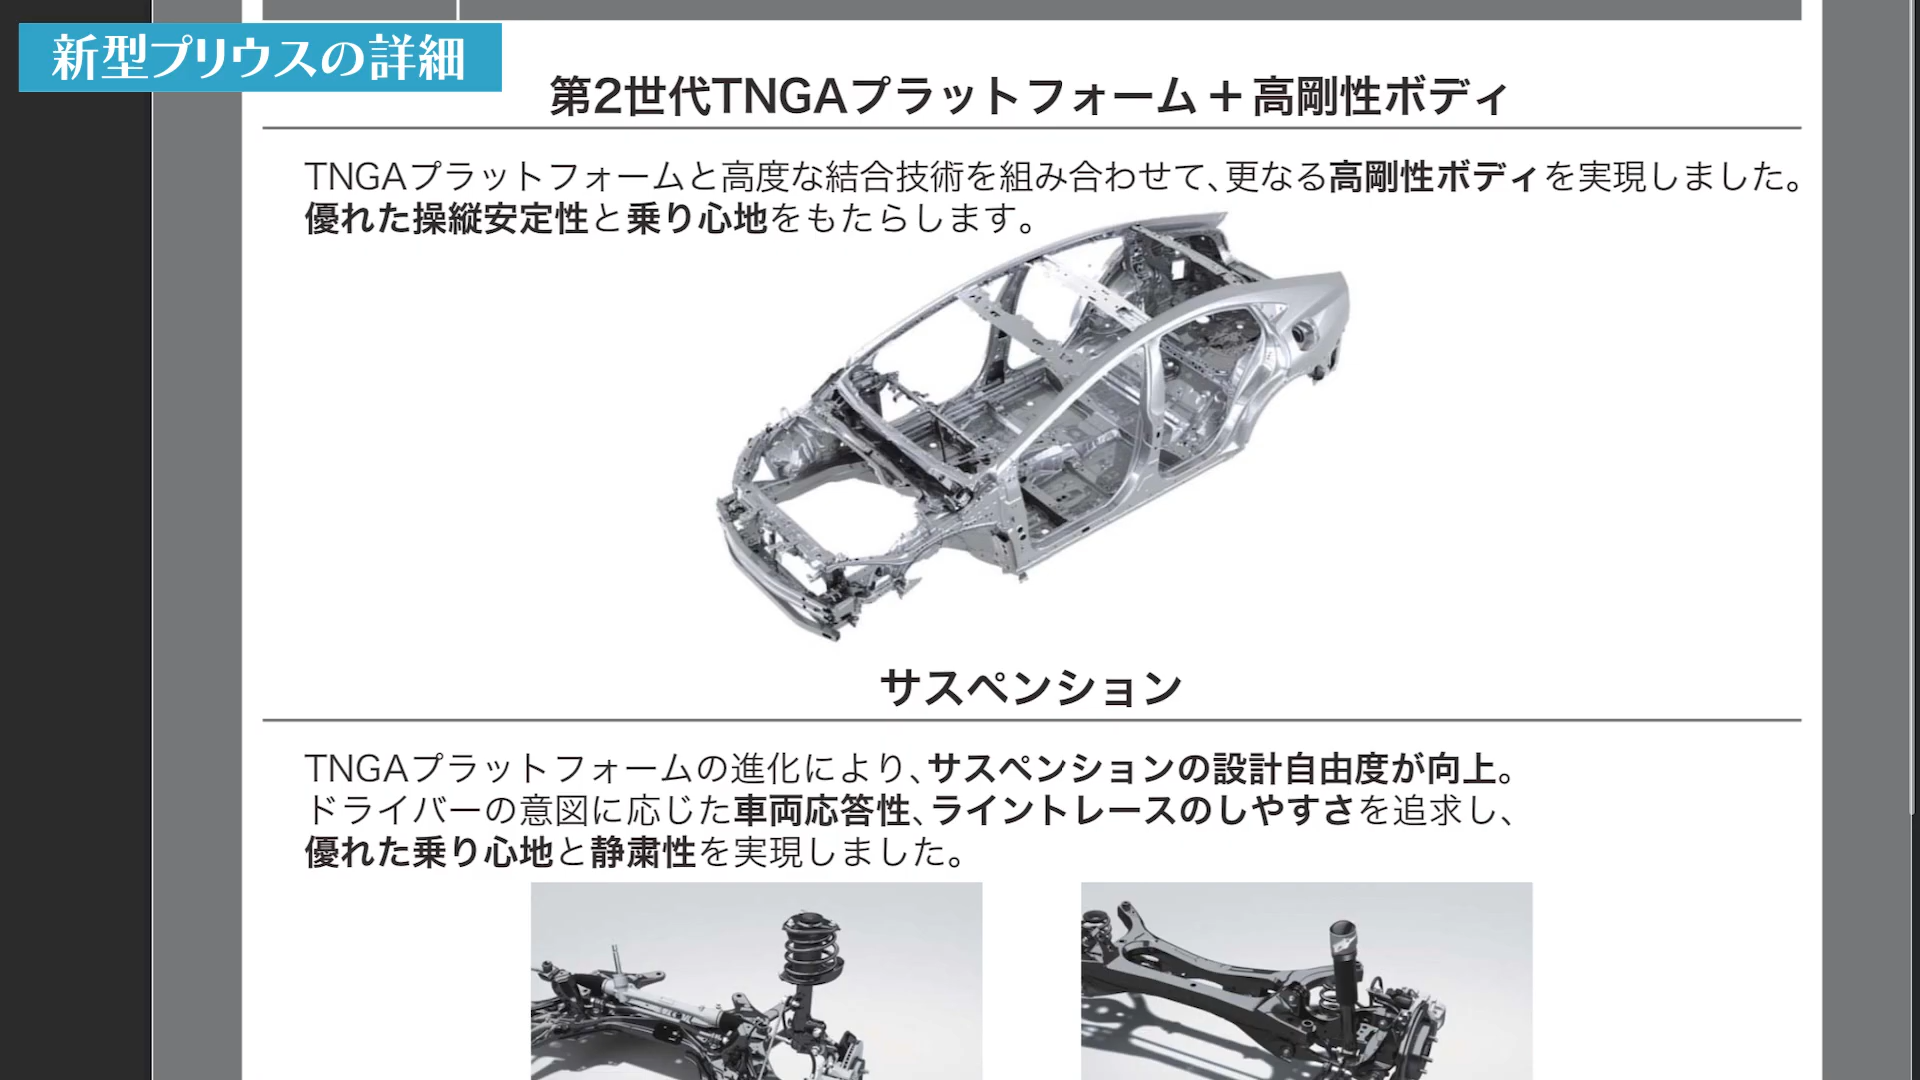 新型プリウスの詳細
第2世代TNGAプラットフォーム＋高剛性ボディ
TNGAプラットフォームと高度な結合技術を組み合わせて、更なる高剛性ボディを実現しました。
優れた操縦安定性と乗り心地をもたらします。
サスペンション
TNGAプラットフォームの進化により、サスペンションの設計自由度が向上。
ドライバーの意図に応じた車両応答性、ライントレースのしやすさを追求し、
優れた乗り心地と静粛性を実現しました。